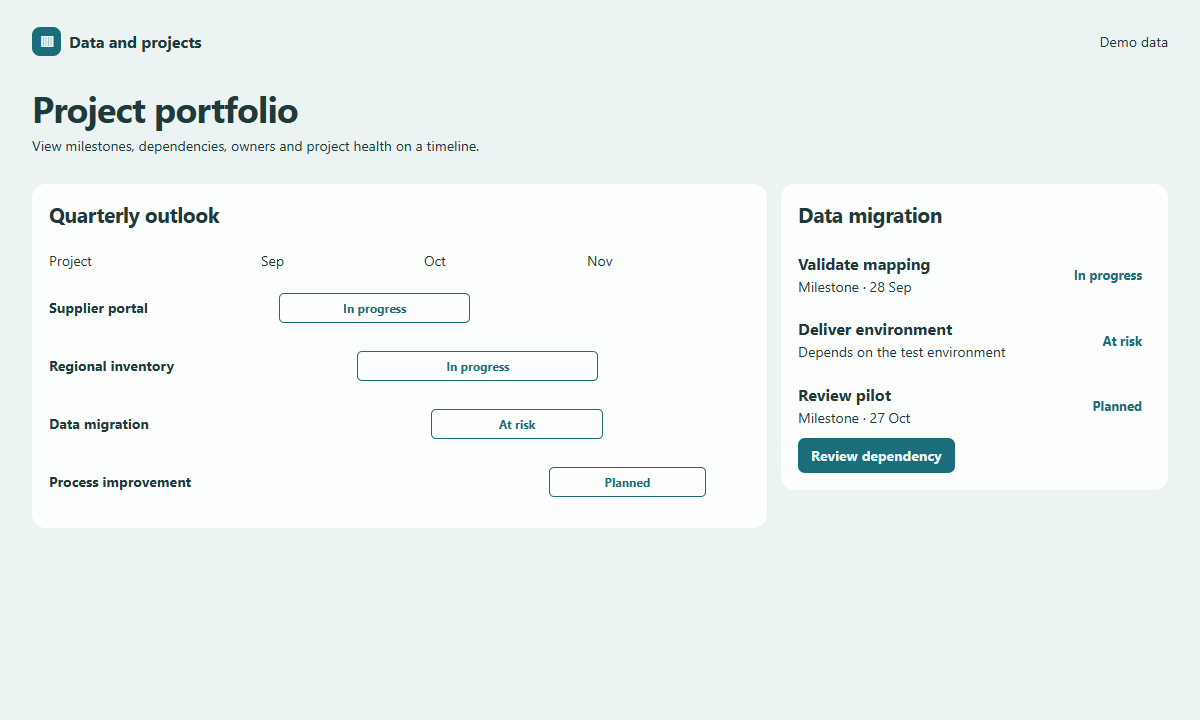 Data and projects
Demo data
Project portfolio
View milestones, dependencies, owners and project health on a timeline.
Quarterly outlook
Project Sep Oct Nov
Supplier portal In progress
Regional inventory In progress
Data migration At risk
Process improvement Planned
Data migration
Validate mapping
Milestone · 28 Sep
In progress
Deliver environment
Depends on the test environment
At risk
Review pilot
Milestone · 27 Oct
Planned
Review dependency